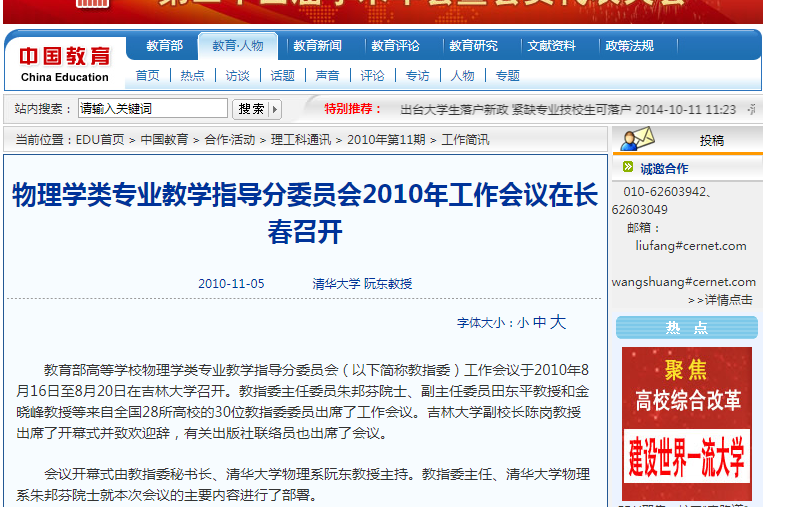 中国教育
China Education
教育部 教育·人物 教育新闻 教育评论 教育研究 文献资料 政策法规
首页 热点 访谈 话题 声音 评论 专访 人物 专题
站内搜索： 请输入关键词 搜索 特别推荐： 出台大学生落户新政 紧缺专业技校生可落户 2014-10-11 11:23
当前位置：EDU首页 > 中国教育 > 合作·活动 > 理工科通讯 > 2010年第11期 > 工作简讯
物理学类专业教学指导分委员会2010年工作会议在长
春召开
2010-11-05 清华大学 阮东教授
字体大小：小 中 大
教育部高等学校物理学类专业教学指导分委员会（以下简称教指委）工作会议于2010年8
月16日至8月20日在吉林大学召开。教指委主任委员朱邦芬院士、副主任委员田东平教授和金
晓峰教授等来自全国28所高校的30位教指委委员出席了工作会议。吉林大学副校长陈岗教授
出席了开幕式并致欢迎辞，有关出版社联络员也出席了会议。
会议开幕式由教指委秘书长、清华大学物理系阮东教授主持。教指委主任、清华大学物理
系朱邦芬院士就本次会议的主要内容进行了部署。
投稿
诚邀合作
010-62603942、
62603049
邮箱：
liufang#cernet.com
wangshuang#cernet.com
>>详情点击
热 点
聚焦
高校综合改革
建设世界一流大学